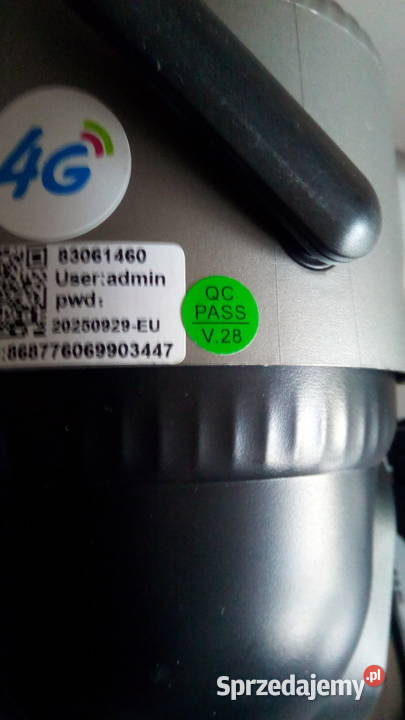 4G
83061460
User:admin
pwd:
20250929-EU
:868776069903447
QC
PASS
V.28
Sprzedajemy.pl